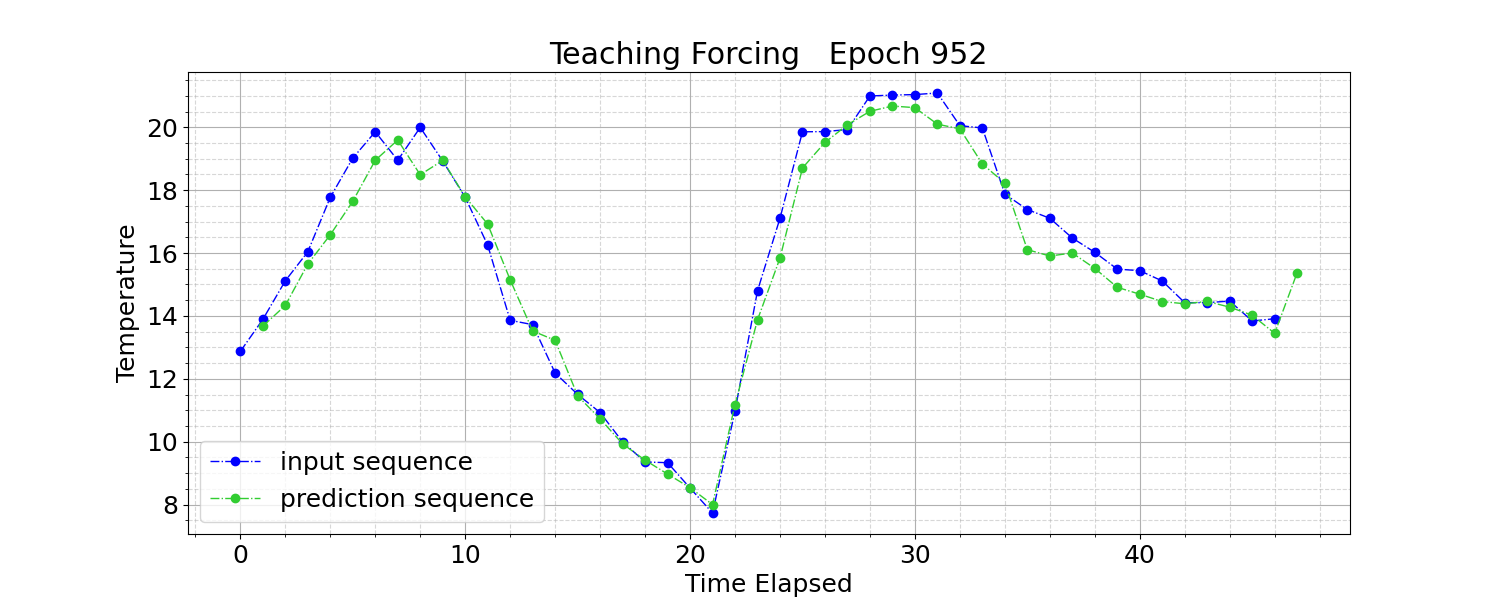 Teaching Forcing   Epoch 952
Temperature
20
18
16
14
12
10
8
input sequence
prediction sequence
0 10 20 30 40
Time Elapsed